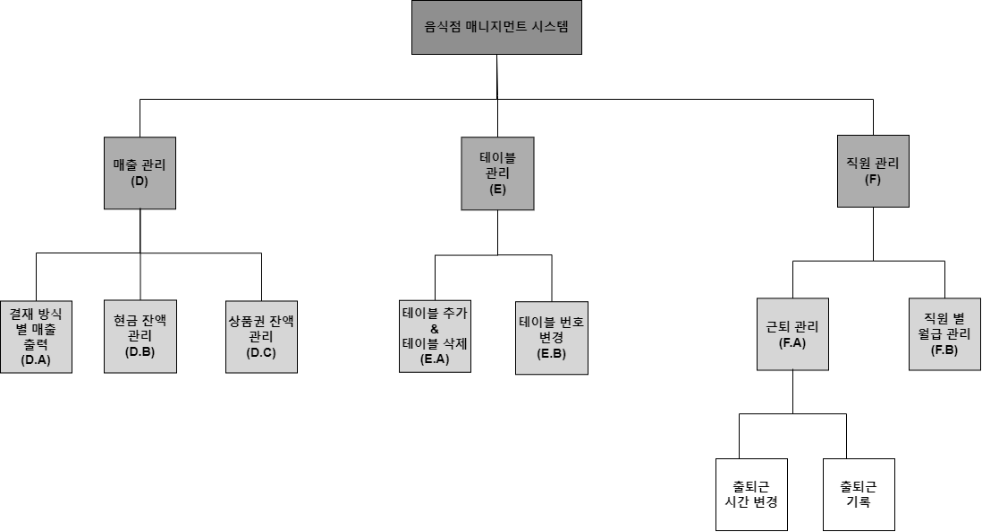 음식점 매니지먼트 시스템
매출 관리
(D)
테이블
관리
(E)
직원 관리
(F)
결재 방식
별 매출
출력
(D.A)
현금 잔액
관리
(D.B)
상품권 잔액
관리
(D.C)
테이블 추가
&
테이블 삭제
(E.A)
테이블 번호
변경
(E.B)
근퇴 관리
(F.A)
직원 별
월급 관리
(F.B)
출퇴근
시간 변경
출퇴근
기록